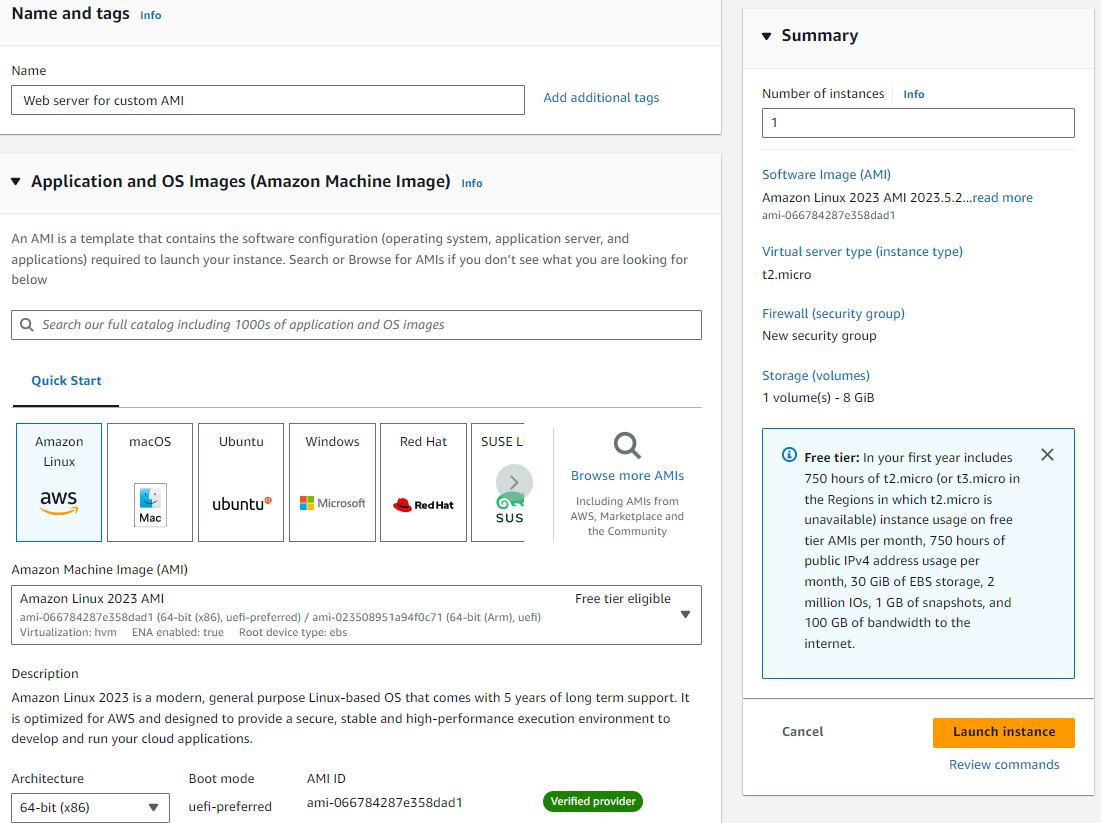 Name and tags Info
Name
Web server for custom AMI
Add additional tags
Application and OS Images (Amazon Machine Image) Info
An AMI is a template that contains the software configuration (operating system, application server, and
applications) required to launch your instance. Search or Browse for AMIs if you don't see what you are looking for
below
Search our full catalog including 1000s of application and OS images
Quick Start
Amazon
Linux
aws
macOS
Mac
Ubuntu
ubuntu
Windows
Microsoft
Red Hat
Red Hat
SUSE L
SUS
Browse more AMIs
Including AMIs from
AWS, Marketplace and
the Community
Amazon Machine Image (AMI)
Amazon Linux 2023 AMI
Free tier eligible
ami-066784287e358dad1 (64-bit (x86), uefi-preferred) / ami-023508951a94f0c71 (64-bit (Arm), uefi)
Virtualization: hvm ENA enabled: true Root device type: ebs
Description
Amazon Linux 2023 is a modern, general purpose Linux-based OS that comes with 5 years of long term support. It
is optimized for AWS and designed to provide a secure, stable and high-performance execution environment to
develop and run your cloud applications.
Architecture
64-bit (x86)
Boot mode
uefi-preferred
AMI ID
ami-066784287e358dad1
Verified provider
Summary
Number of instances Info
1
Software Image (AMI)
Amazon Linux 2023 AMI 2023.5.2...read more
ami-066784287e358dad1
Virtual server type (instance type)
t2.micro
Firewall (security group)
New security group
Storage (volumes)
1 volume(s) - 8 GiB
Free tier: In your first year includes
750 hours of t2.micro (or t3.micro in
the Regions in which t2.micro is
unavailable) instance usage on free
tier AMIs per month, 750 hours of
public IPv4 address usage per
month, 30 GiB of EBS storage, 2
million IOs, 1 GB of snapshots, and
100 GB of bandwidth to the
internet.
Cancel
Launch instance
Review commands